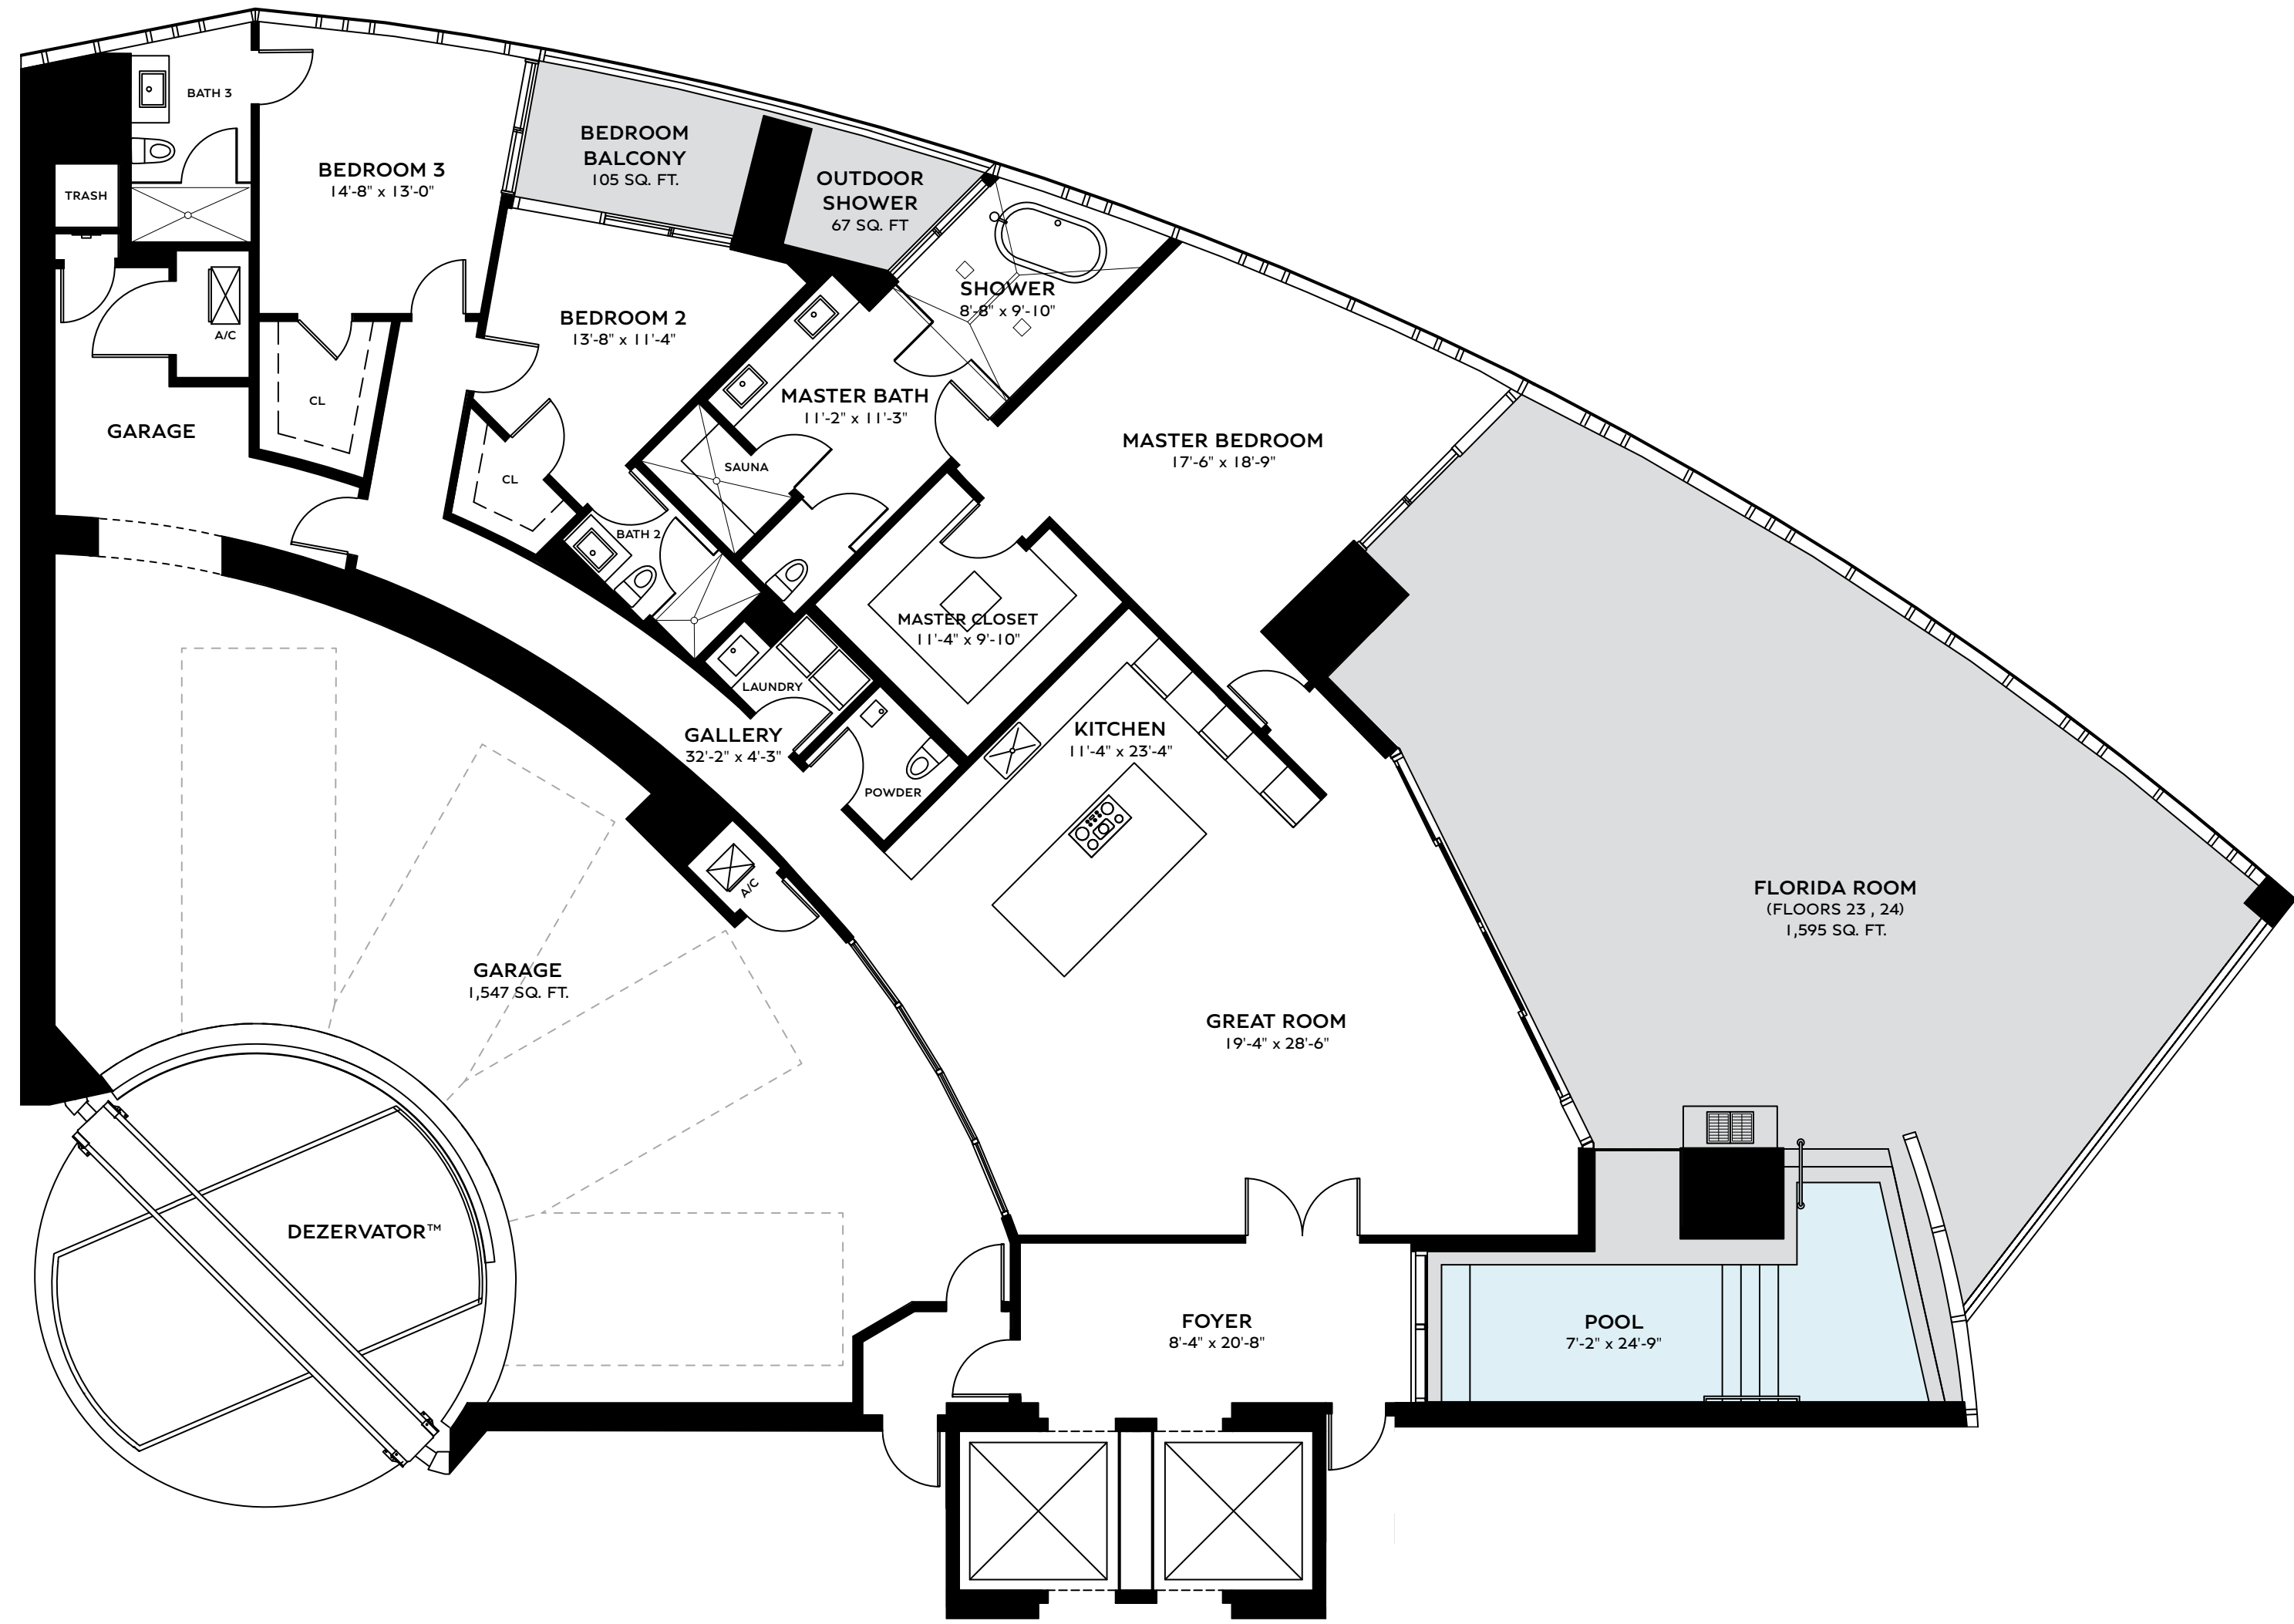 BATH 3
BEDROOM 3
14'-8" x 13'-0"
BEDROOM
BALCONY
105 SQ. FT.
OUTDOOR
SHOWER
67 SQ. FT
TRASH
A/C
SHOWER
8'-8" x 9'-10"
BEDROOM 2
13'-8" x 11'-4"
CL
MASTER BATH
11'-2" x 11'-3"
GARAGE
MASTER BEDROOM
17'-6" x 18'-9"
SAUNA
CL
BATH 2
MASTER CLOSET
11'-4" x 9'-10"
LAUNDRY
GALLERY
32'-2" x 4'-3"
KITCHEN
11'-4" x 23'-4"
POWDER
A/C
FLORIDA ROOM
(FLOORS 23 , 24)
1,595 SQ. FT.
GARAGE
1,547 SQ. FT.
GREAT ROOM
19'-4" x 28'-6"
DEZERVATOR™
FOYER
8'-4" x 20'-8"
POOL
7'-2" x 24'-9"